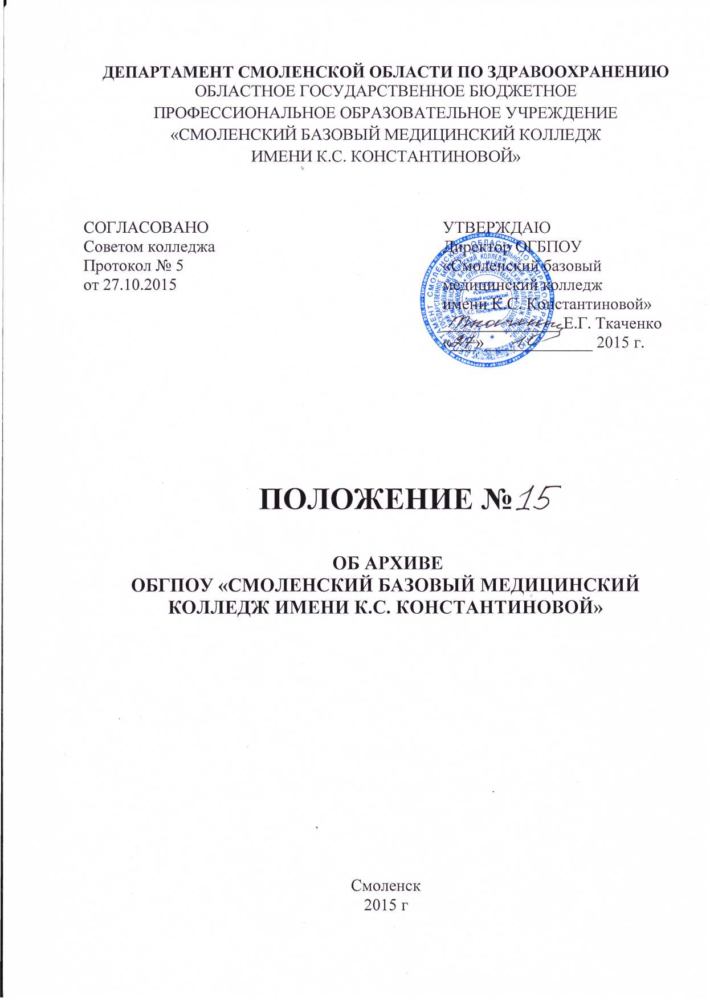 ДЕПАРТАМЕНТ СМОЛЕНСКОЙ ОБЛАСТИ ПО ЗДРАВООХРАНЕНИЮ
ОБЛАСТНОЕ ГОСУДАРСТВЕННОЕ БЮДЖЕТНОЕ
ПРОФЕССИОНАЛЬНОЕ ОБРАЗОВАТЕЛЬНОЕ УЧРЕЖДЕНИЕ
«СМОЛЕНСКИЙ БАЗОВЫЙ МЕДИЦИНСКИЙ КОЛЛЕДЖ
ИМЕНИ К.С. КОНСТАНТИНОВОЙ»
СОГЛАСОВАНО
Советом колледжа
Протокол № 5
от 27.10.2015
УТВЕРЖДАЮ
Директор ОГБПОУ
«Смоленский базовый
медицинский колледж
имени К.С. Константиновой»
Е.Г. Ткаченко
«27» 10 2015 г.
ПОЛОЖЕНИЕ № 15
ОБ АРХИВЕ
ОБГПОУ «СМОЛЕНСКИЙ БАЗОВЫЙ МЕДИЦИНСКИЙ
КОЛЛЕДЖ ИМЕНИ К.С. КОНСТАНТИНОВОЙ»
Смоленск
2015 г